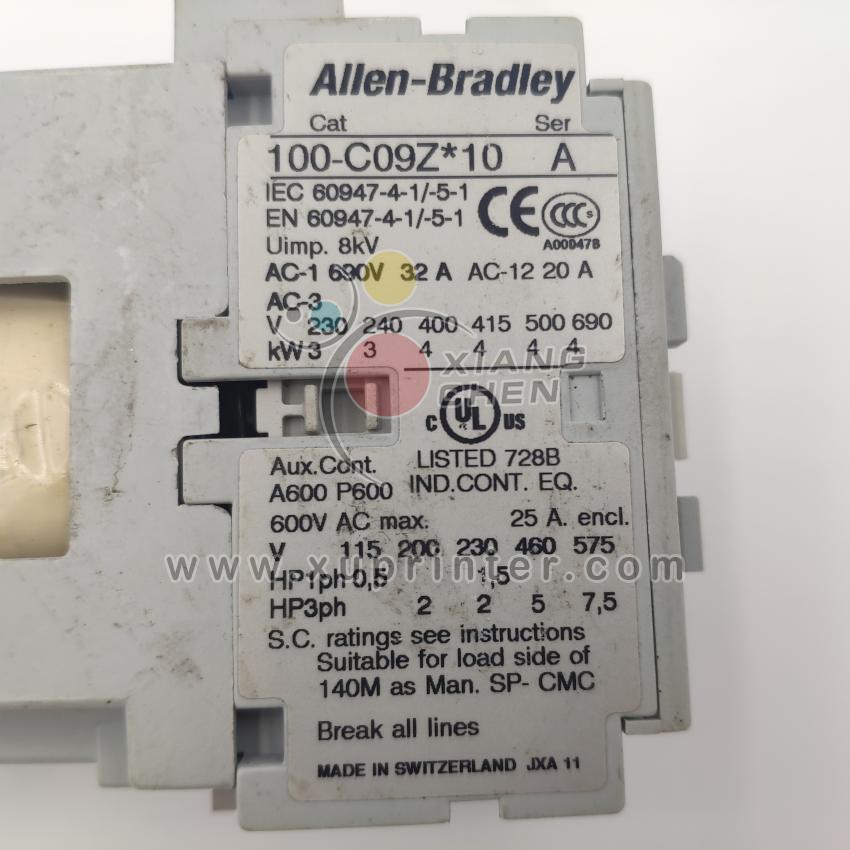 Allen-Bradley
Cat Ser
100-C09Z*10 A
IEC 60947-4-1/-5-1
EN 60947-4-1/-5-1
CE CCC S
A000478
Uimp. 8kV
AC-1 690V 32 A AC-12 20 A
AC-3
V 230 240 400 415 500 690
kW 3 3 4 4 4 4
XIANG
CHEN
C UL US
Aux.Cont. LISTED 728B
A600 P600 IND.CONT. EQ.
600V AC max. 25 A. encl.
V 115 200 230 460 575
www.xuprinter.com
HP1ph 0,5 1,5
HP3ph 2 2 5 7,5
S.C. ratings see instructions
Suitable for load side of
140M as Man. SP- CMC
Break all lines
MADE IN SWITZERLAND JXA 11